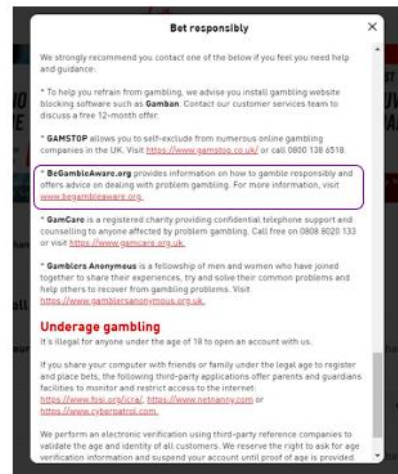 Bet responsibly
We strongly recommend you contact one of the below if you feel you need help
and guidance:
* To help you refrain from gambling, we advise you install gambling website
blocking software such as Gamban. Contact our customer services team to
discuss a free 12-month offer.
* GAMSTOP allows you to self-exclude from numerous online gambling
companies in the UK. Visit https://www.gamstop.co.uk/ or call 0800 138 6518.
* BeGambleAware.org provides information on how to gamble responsibly and
offers advice on dealing with problem gambling. For more information, visit
www.begambleaware.org.
* GamCare is a registered charity providing confidential telephone support and
counselling to anyone affected by problem gambling. Call free on 0808 8020 133
or visit https://www.gamcare.org.uk.
* Gamblers Anonymous is a fellowship of men and women who have joined
together to share their experiences, try and solve their common problems and
help others to recover from gambling problems. Visit
https://www.gamblersanonymous.org.uk.
Underage gambling
It's illegal for anyone under the age of 18 to open an account with us.
If you share your computer with friends or family under the legal age to register
and place bets, the following third-party applications offer parents and guardians
facilities to monitor and restrict access to the internet:
https://www.fosi.org/icra/, https://www.netnanny.com or
https://www.cyberpatrol.com.
We perform an electronic verification using third-party reference companies to
validate the age and identity of all customers. We reserve the right to ask for age
verification information and suspend your account until proof of age is provided.